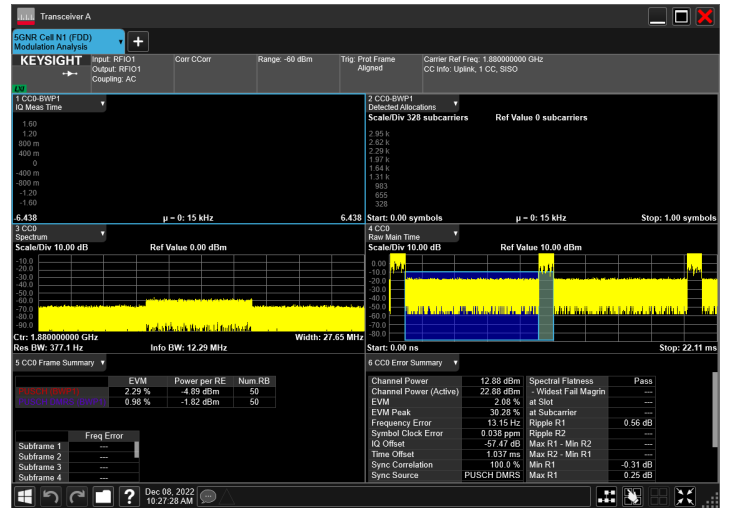 Transceiver A
5GNR Cell N1 (FDD)
Modulation Analysis
KEYSIGHT
LXI
Input: RFIO1
Output: RFIO1
Coupling: AC
Corr CCorr
Range: -60 dBm
Trig: Prot Frame
Aligned
Carrier Ref Freq: 1.880000000 GHz
CC Info: Uplink, 1 CC, SISO
1 CC0-BWP1
IQ Meas Time
1.60
1.20
800 m
400 m
0
-400 m
-800 m
-1.20
-1.60
-6.438 μ = 0: 15 kHz 6.438
2 CC0-BWP1
Detected Allocations
Scale/Div 328 subcarriers Ref Value 0 subcarriers
2.95 k
2.62 k
2.29 k
1.97 k
1.64 k
1.31 k
983
655
328
Start: 0.00 symbols μ = 0: 15 kHz Stop: 1.00 symbols
3 CC0
Spectrum
Scale/Div 10.00 dB Ref Value 0.00 dBm
-10.0
-20.0
-30.0
-40.0
-50.0
-60.0
-70.0
-80.0
-90.0
Ctr: 1.880000000 GHz Width: 27.65 MHz
Res BW: 377.1 Hz Info BW: 12.29 MHz
4 CC0
Raw Main Time
Scale/Div 10.00 dB Ref Value 10.00 dBm
0.00
-10.0
-20.0
-30.0
-40.0
-50.0
-60.0
-70.0
-80.0
Start: 0.00 ns Stop: 22.11 ms
5 CC0 Frame Summary
EVM Power per RE Num.RB
2.29 % -4.89 dBm 50
0.98 % -1.82 dBm 50
Freq Error
Subframe 1 ---
Subframe 2 ---
Subframe 3 ---
Subframe 4 ---
6 CC0 Error Summary
Channel Power 12.88 dBm Spectral Flatness Pass
Channel Power (Active) 22.88 dBm - Widest Fail Magrin ---
EVM 2.08 % at Slot ---
EVM Peak 30.28 % at Subcarrier ---
Frequency Error 13.15 Hz Ripple R1 0.56 dB
Symbol Clock Error 0.038 ppm Ripple R2 ---
IQ Offset -57.47 dB Max R1 - Min R2 ---
Time Offset 1.037 ms Max R2 - Min R1 ---
Sync Correlation 100.0 % Min R1 -0.31 dB
Sync Source PUSCH DMRS Max R1 0.25 dB
Dec 08, 2022
10:27:28 AM